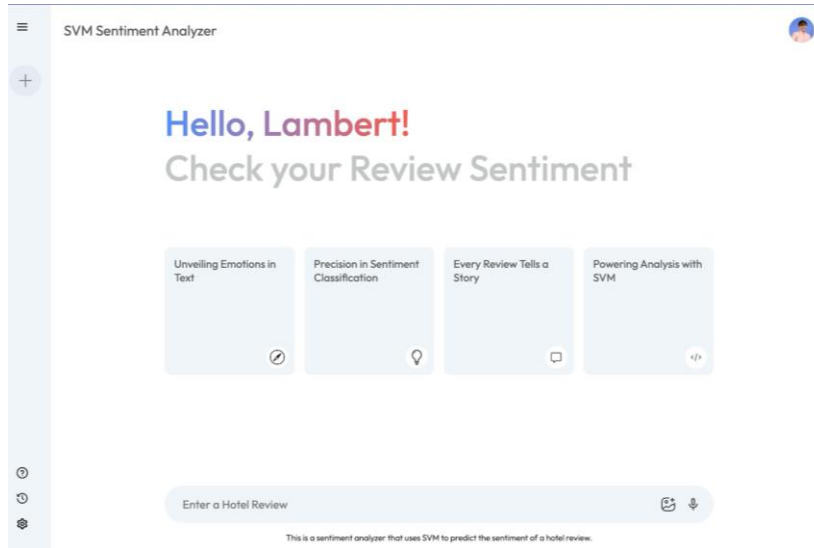 SVM Sentiment Analyzer
Hello, Lambert!
Check your Review Sentiment
Unveiling Emotions in
Text
Precision in Sentiment
Classification
Every Review Tells a
Story
Powering Analysis with
SVM
Enter a Hotel Review
This is a sentiment analyzer that uses SVM to predict the sentiment of a hotel review.